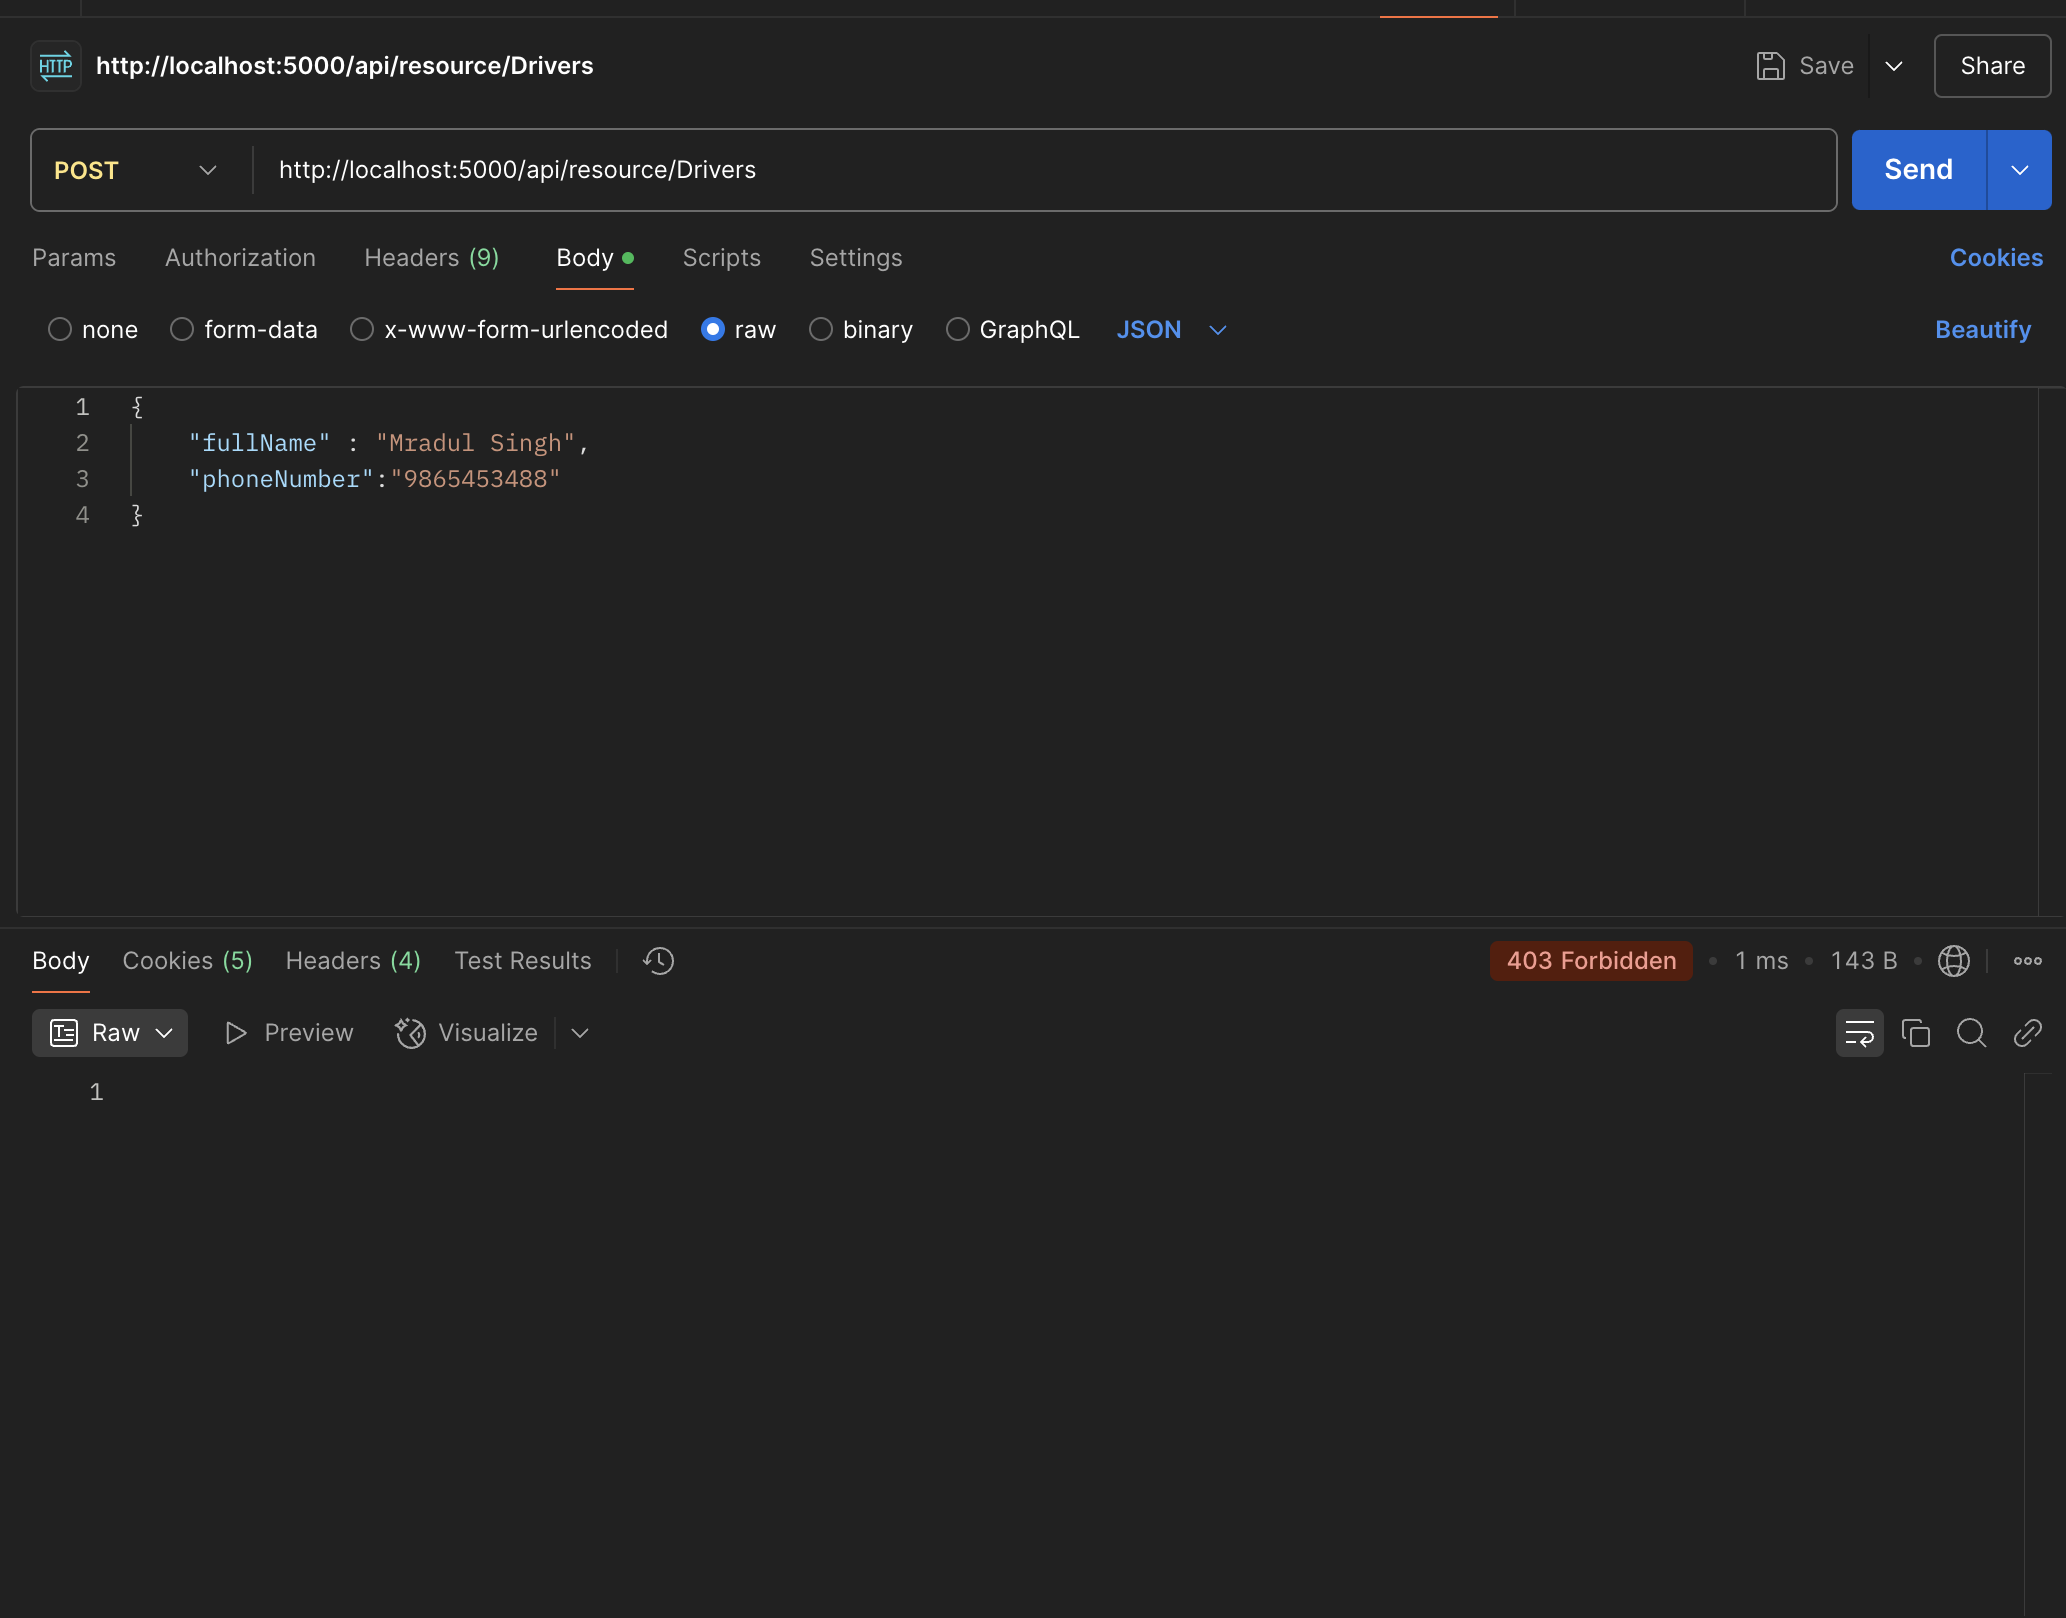 HTTP http://localhost:5000/api/resource/Drivers Save Share
POST http://localhost:5000/api/resource/Drivers Send
Params Authorization Headers (9) Body Scripts Settings Cookies
none form-data x-www-form-urlencoded raw binary GraphQL JSON Beautify
1 {
2 "fullName" : "Mradul Singh",
3 "phoneNumber":"9865453488"
4 }
Body Cookies (5) Headers (4) Test Results 403 Forbidden • 1 ms • 143 B •
Raw Preview Visualize
1